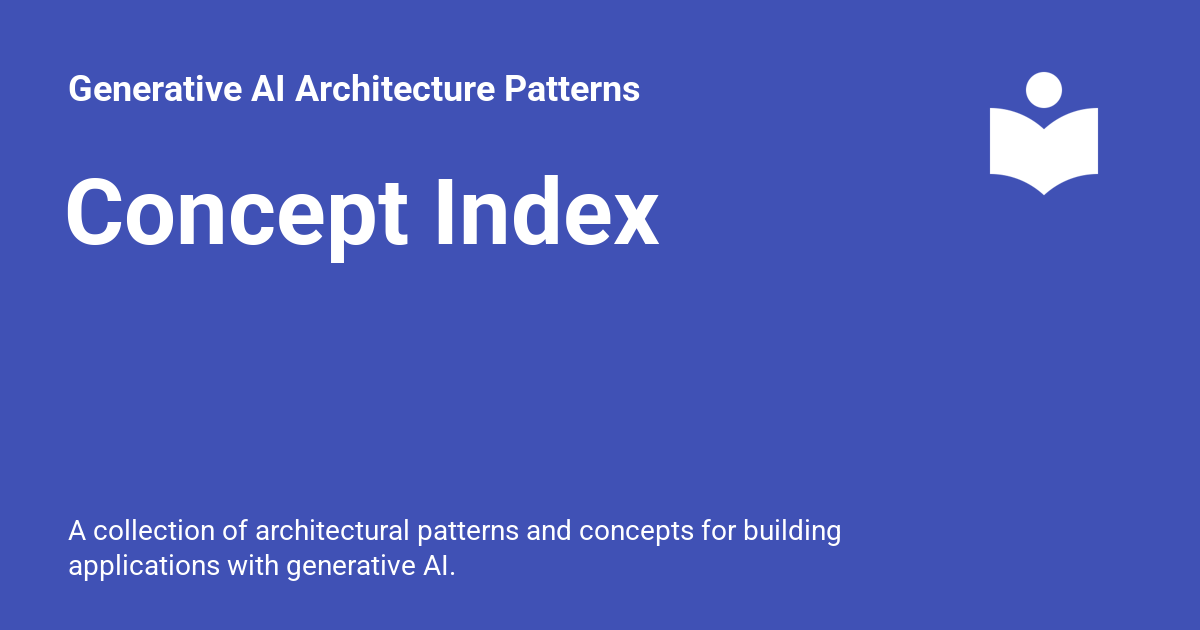 Generative AI Architecture Patterns
Concept Index
A collection of architectural patterns and concepts for building
applications with generative AI.